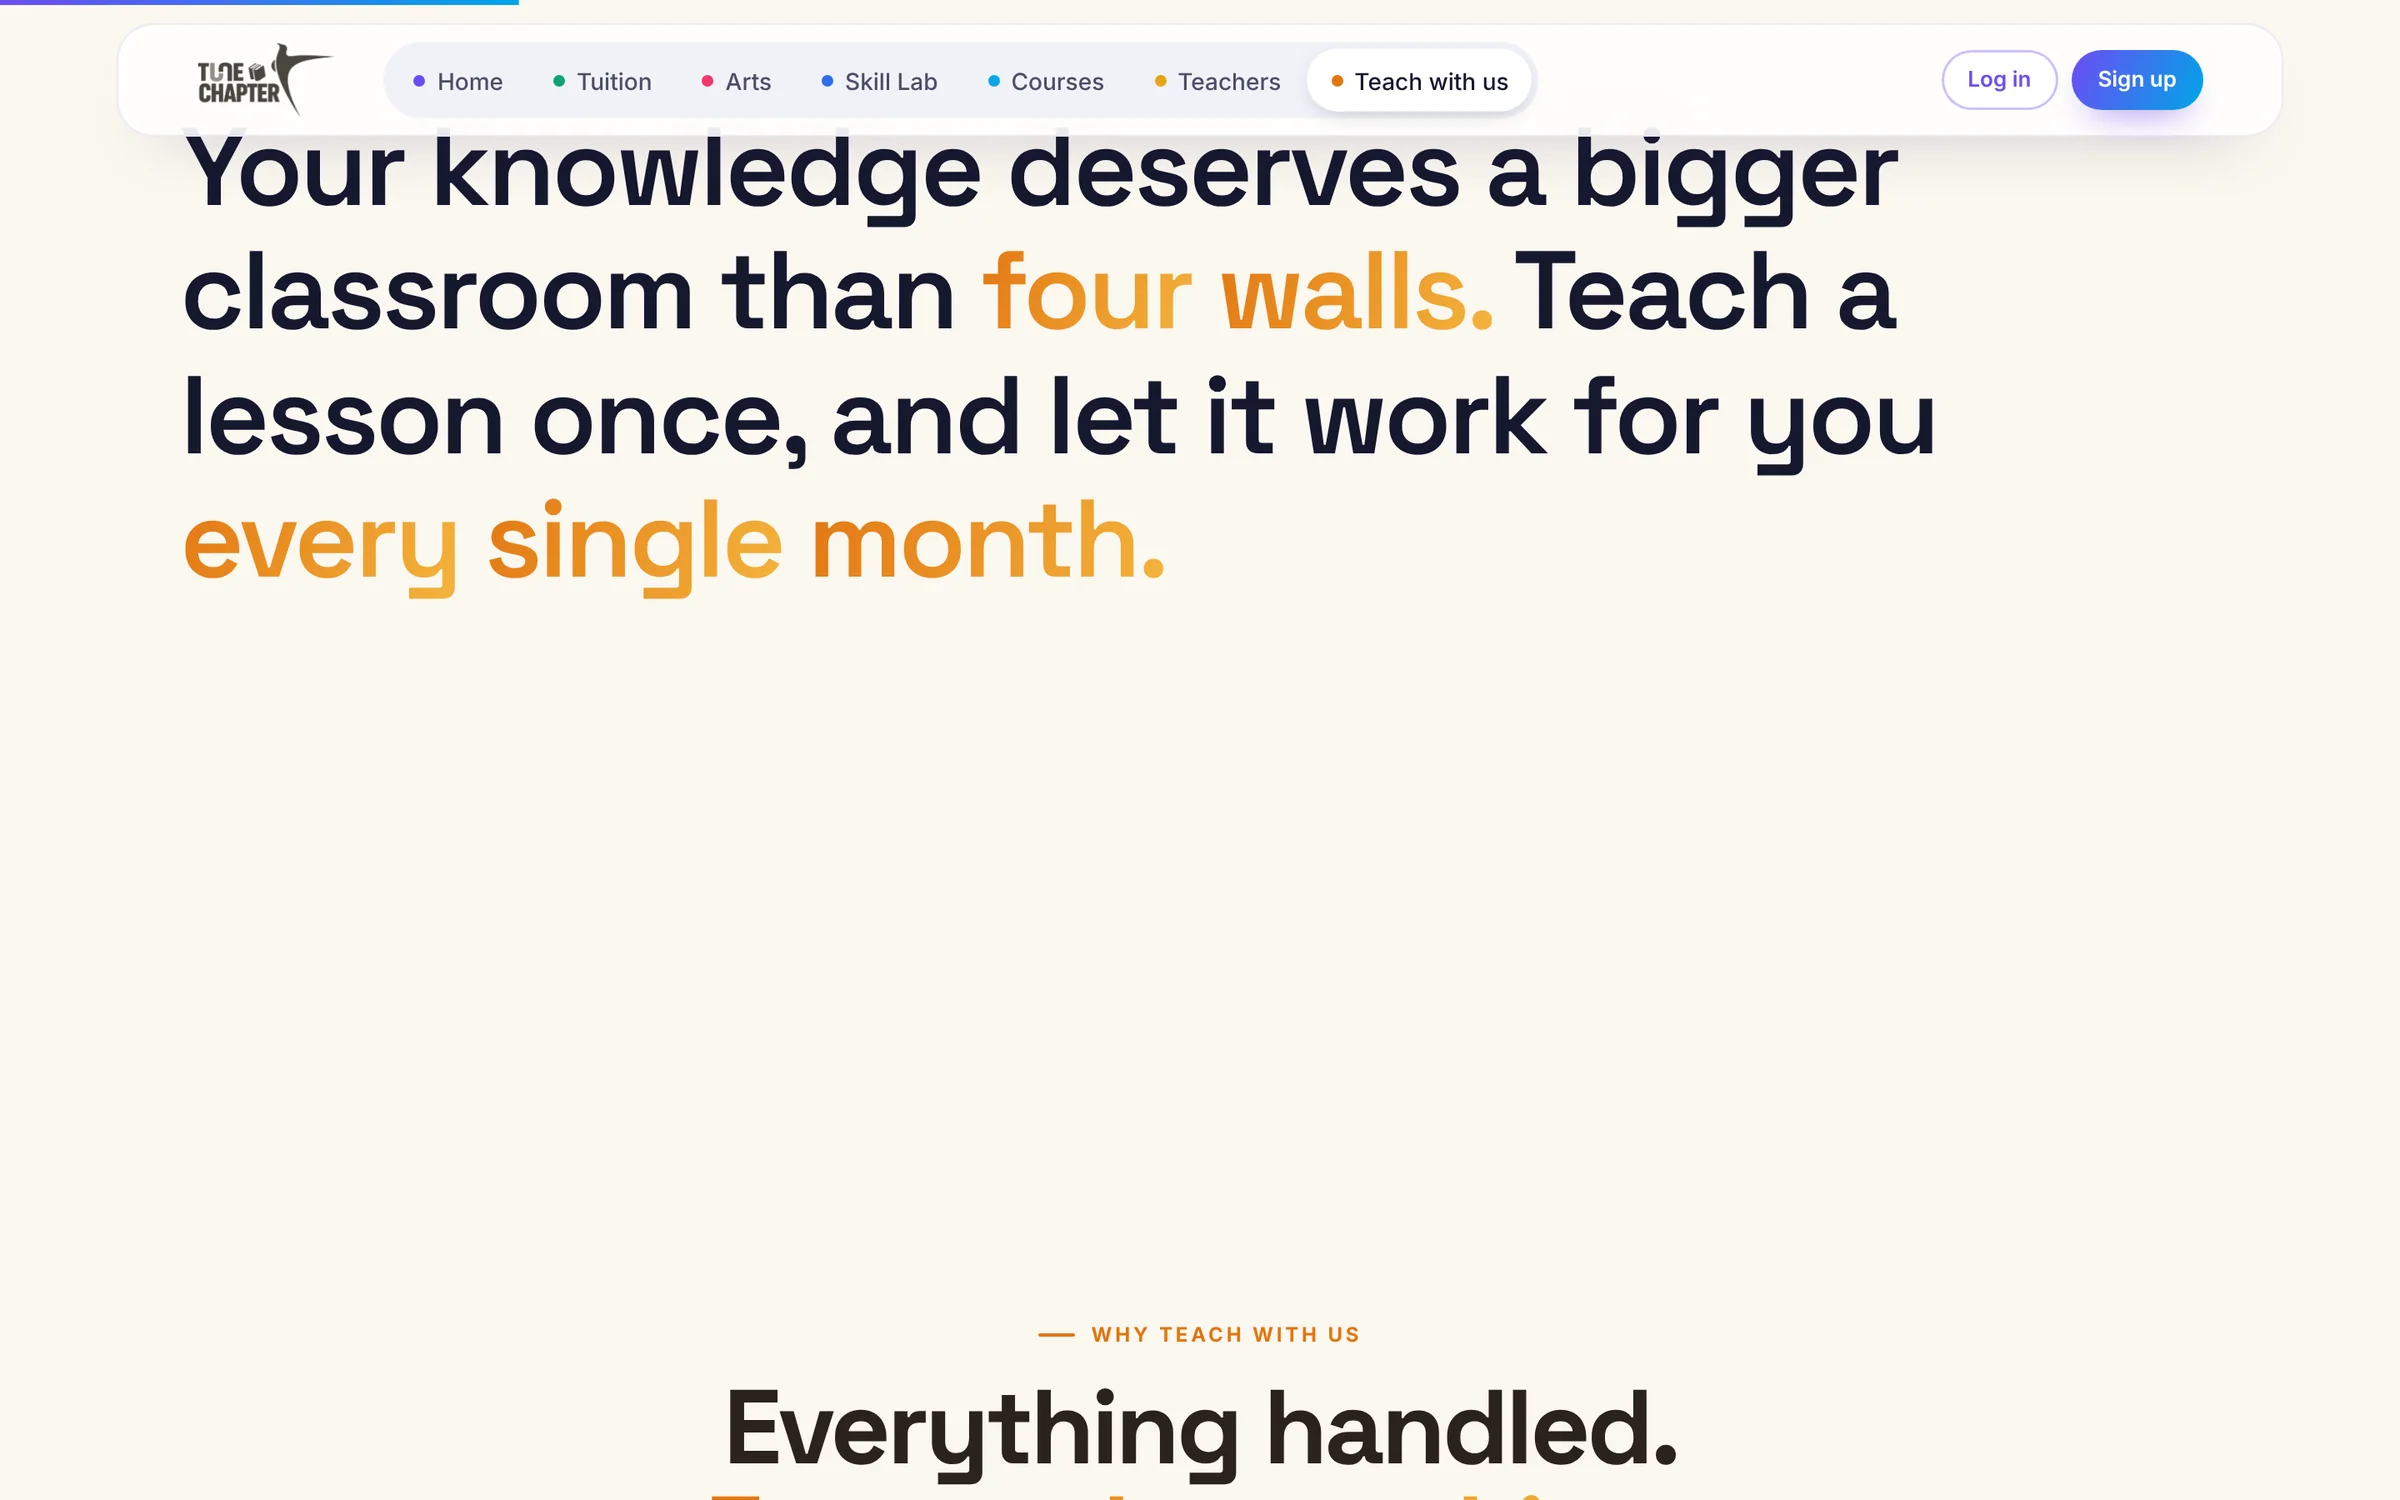 TUNE
CHAPTER
Home
Tuition
Arts
Skill Lab
Courses
Teachers
Teach with us
Log in
Sign up
Your knowledge deserves a bigger
classroom than four walls. Teach a
lesson once, and let it work for you
every single month.
WHY TEACH WITH US
Everything handled.